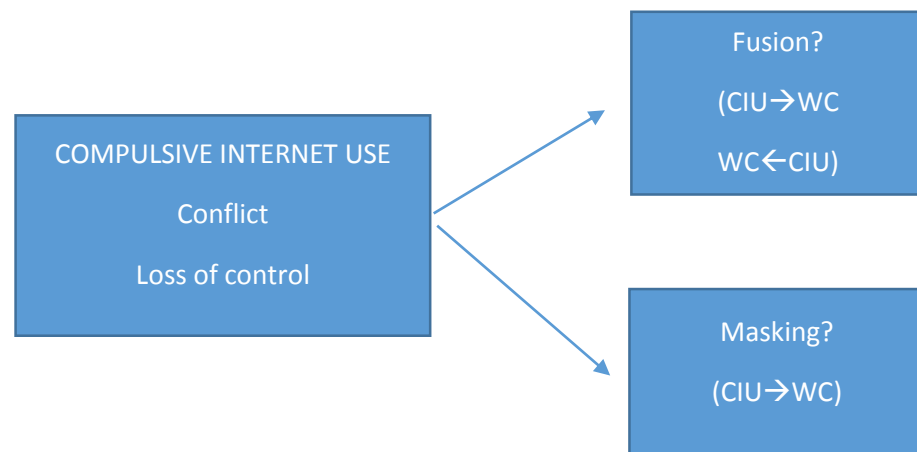 COMPULSIVE INTERNET USE
Conflict
Loss of control
Fusion?
(CIU→WC
WC←CIU)
Masking?
(CIU→WC)